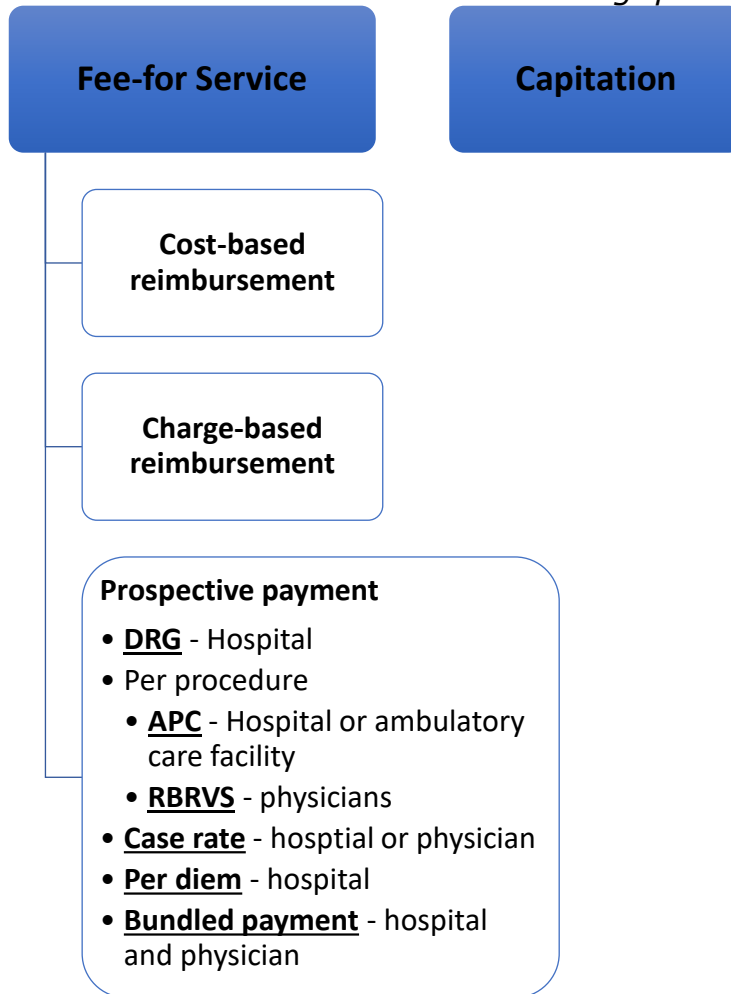 Fee-for Service
Capitation
Cost-based
reimbursement
Charge-based
reimbursement
Prospective payment
• DRG - Hospital
• Per procedure
• APC - Hospital or ambulatory
care facility
• RBRVS - physicians
• Case rate - hosptial or physician
• Per diem - hospital
• Bundled payment - hospital
and physician